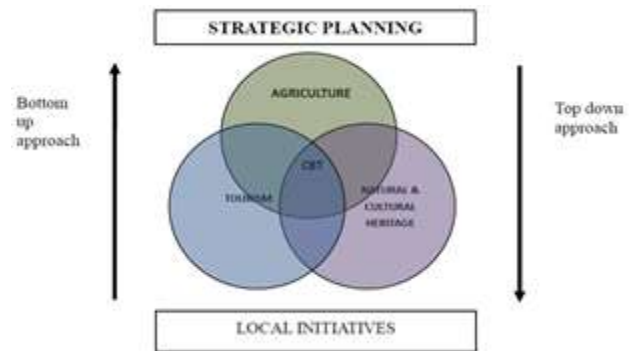 STRATEGIC PLANNING
Bottom
up
approach
AGRICULTURE
Top down
approach
CBT
TOURISM
NATURAL &
CULTURAL
HERITAGE
LOCAL INITIATIVES